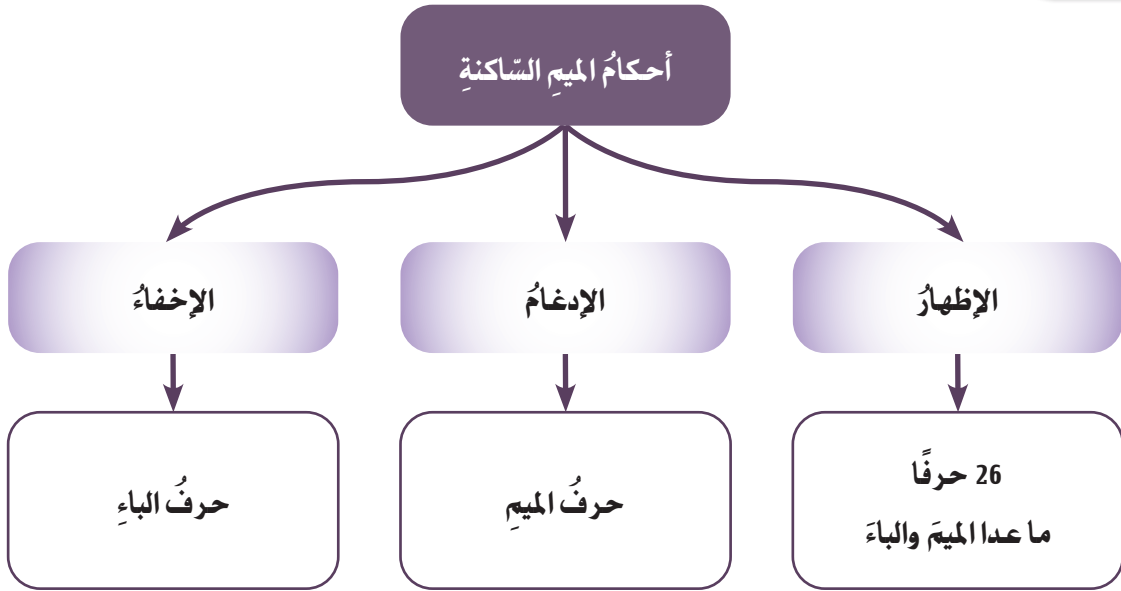 أحكامُ الميمِ السّاكنةِ
الإظهارُ
الإدغامُ
الإخفاءُ
26 حرفًا
ما عدا الميمَ والباءَ
حرفُ الميمِ
حرفُ الباءِ